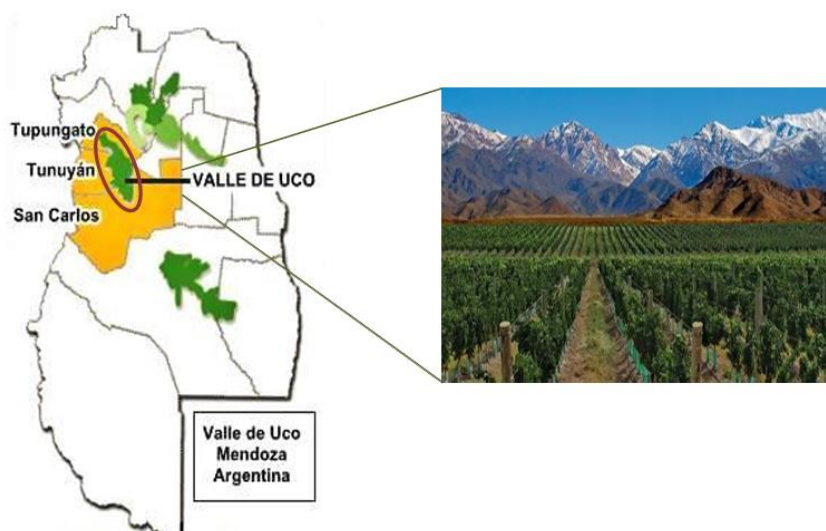 Tupungato
Tunuyán
VALLE DE UCO
San Carlos
Valle de Uco
Mendoza
Argentina